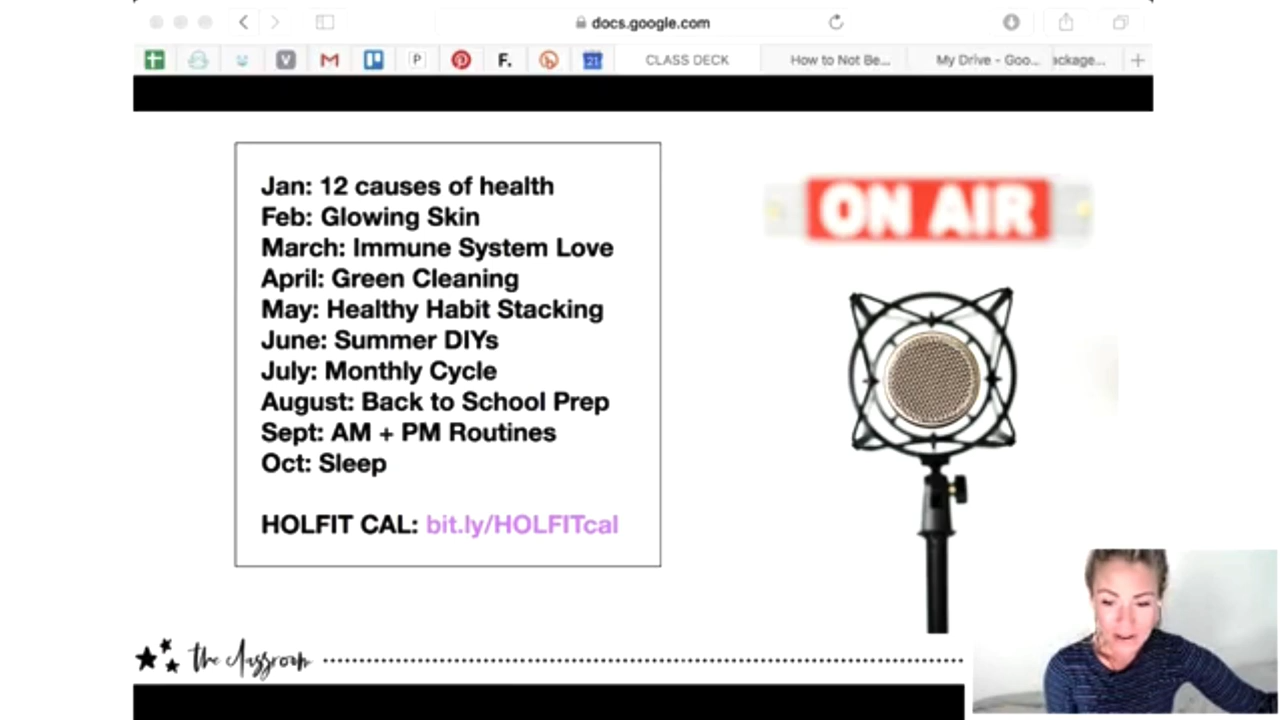 docs.google.com
P
F.
21
CLASS DECK
How to Not Be...
My Drive - Goo...
ackage...
Jan: 12 causes of health
Feb: Glowing Skin
March: Immune System Love
April: Green Cleaning
May: Healthy Habit Stacking
June: Summer DIYs
July: Monthly Cycle
August: Back to School Prep
Sept: AM + PM Routines
Oct: Sleep
HOLFIT CAL: bit.ly/HOLFITcal
ON AIR
the classroom